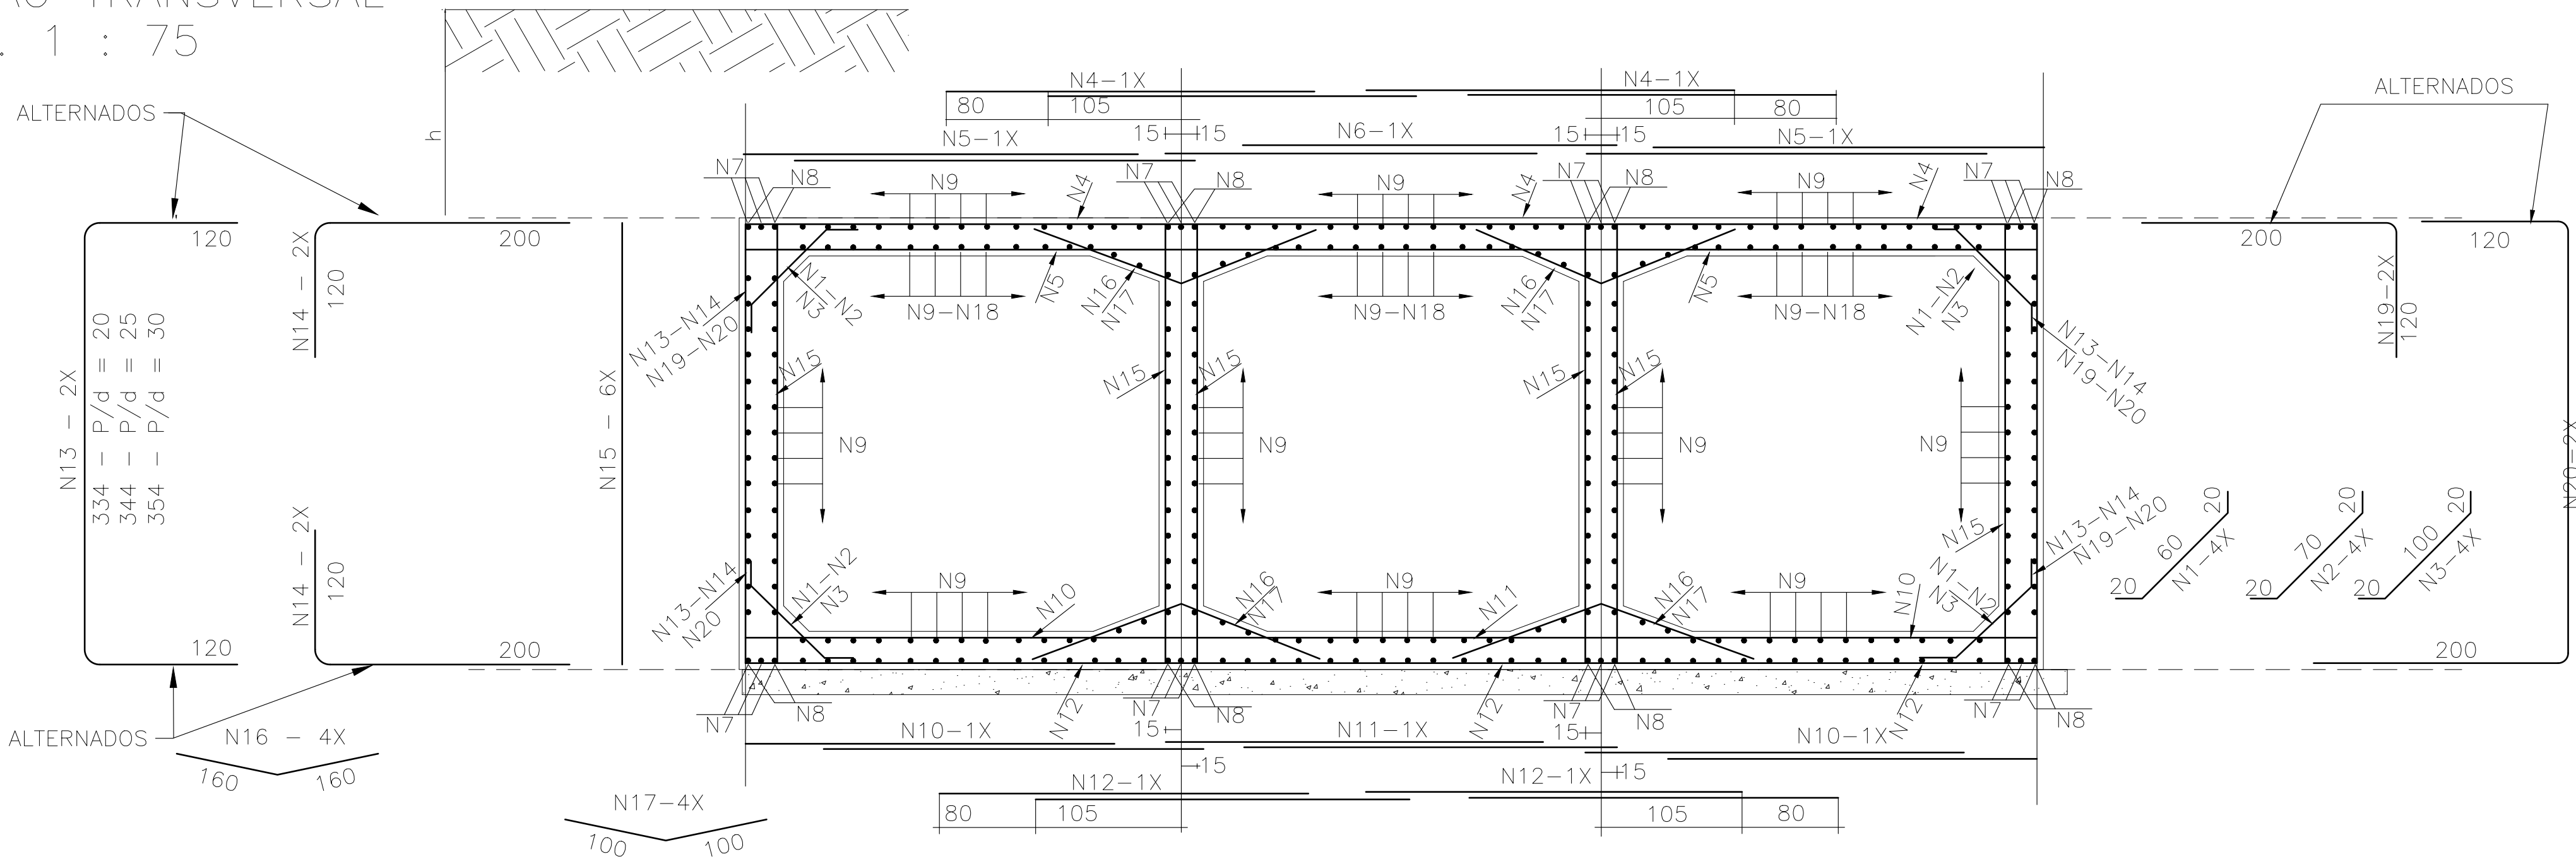 TRANSVERSAL
. 1 : 75
ALTERNADOS
ALTERNADOS
h
N4-1X
80
105
N4-1X
105
80
15
15
15
15
N5-1X
N6-1X
N5-1X
N7
N8
N9
N4
N7
N8
N9
N4
N7
N8
N9
N4
N7
N8
120
200
200
120
N13 - 2X
334 - P/d = 20
344 - P/d = 25
354 - P/d = 30
N14 - 2X
120
N15 - 6X
N14 - 2X
120
N13-N14
N19-N20
N1-N2
N3
N9-N18
N5
N16
N17
N9-N18
N16
N17
N5
N9-N18
N1-N2
N3
N13-N14
N19-N20
N19-2X
120
N20-2X
N15
N15
N15
N15
N15
N9
N9
N9
N9
N13-N14
N20
N1-N2
N3
N9
N10
N16
N17
N9
N11
N16
N17
N9
N10
N1-N2
N3
N13-N14
N19-N20
20
60
20
N1-4X
20
70
20
N2-4X
20
100
20
N3-4X
120
200
200
N7
N8
N12
N7
N8
N12
N7
N8
N12
N7
N8
ALTERNADOS
N16 - 4X
160
160
N10-1X
15
N11-1X
15
N10-1X
15
15
N12-1X
80
105
N12-1X
105
80
N17-4X
100
100